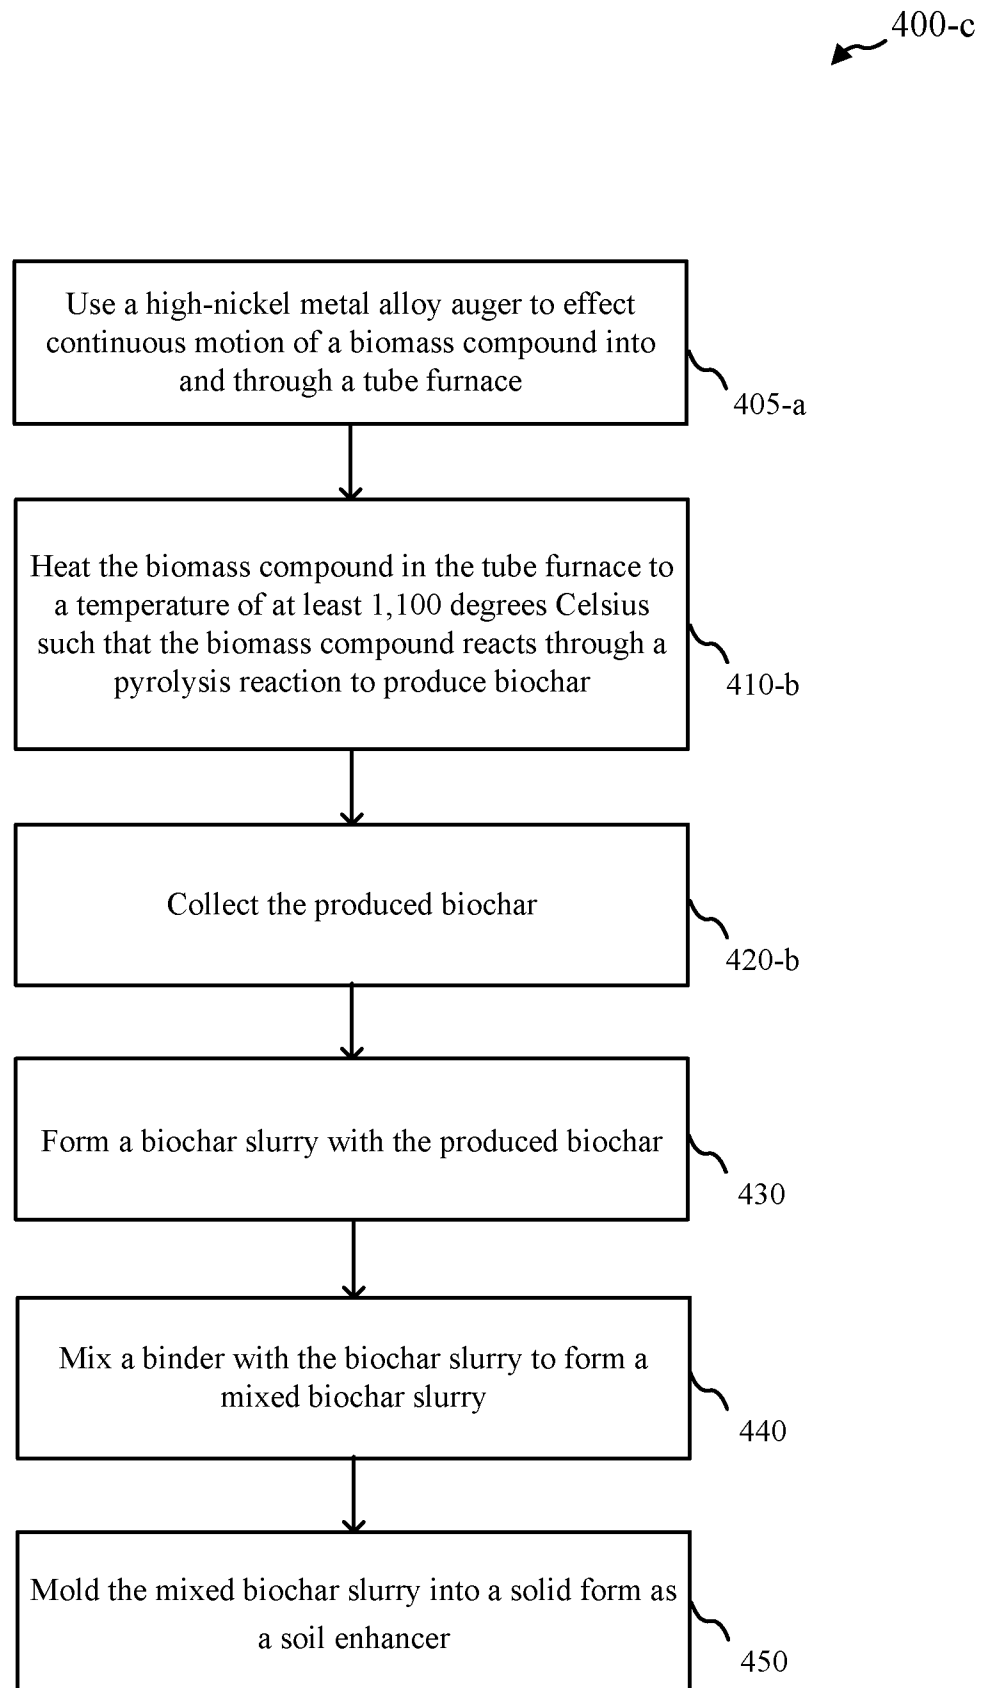 400-c
Use a high-nickel metal alloy auger to effect
continuous motion of a biomass compound into
and through a tube furnace
405-a
Heat the biomass compound in the tube furnace to
a temperature of at least 1,100 degrees Celsius
such that the biomass compound reacts through a
pyrolysis reaction to produce biochar
410-b
Collect the produced biochar
420-b
Form a biochar slurry with the produced biochar
430
Mix a binder with the biochar slurry to form a
mixed biochar slurry
440
Mold the mixed biochar slurry into a solid form as
a soil enhancer
450